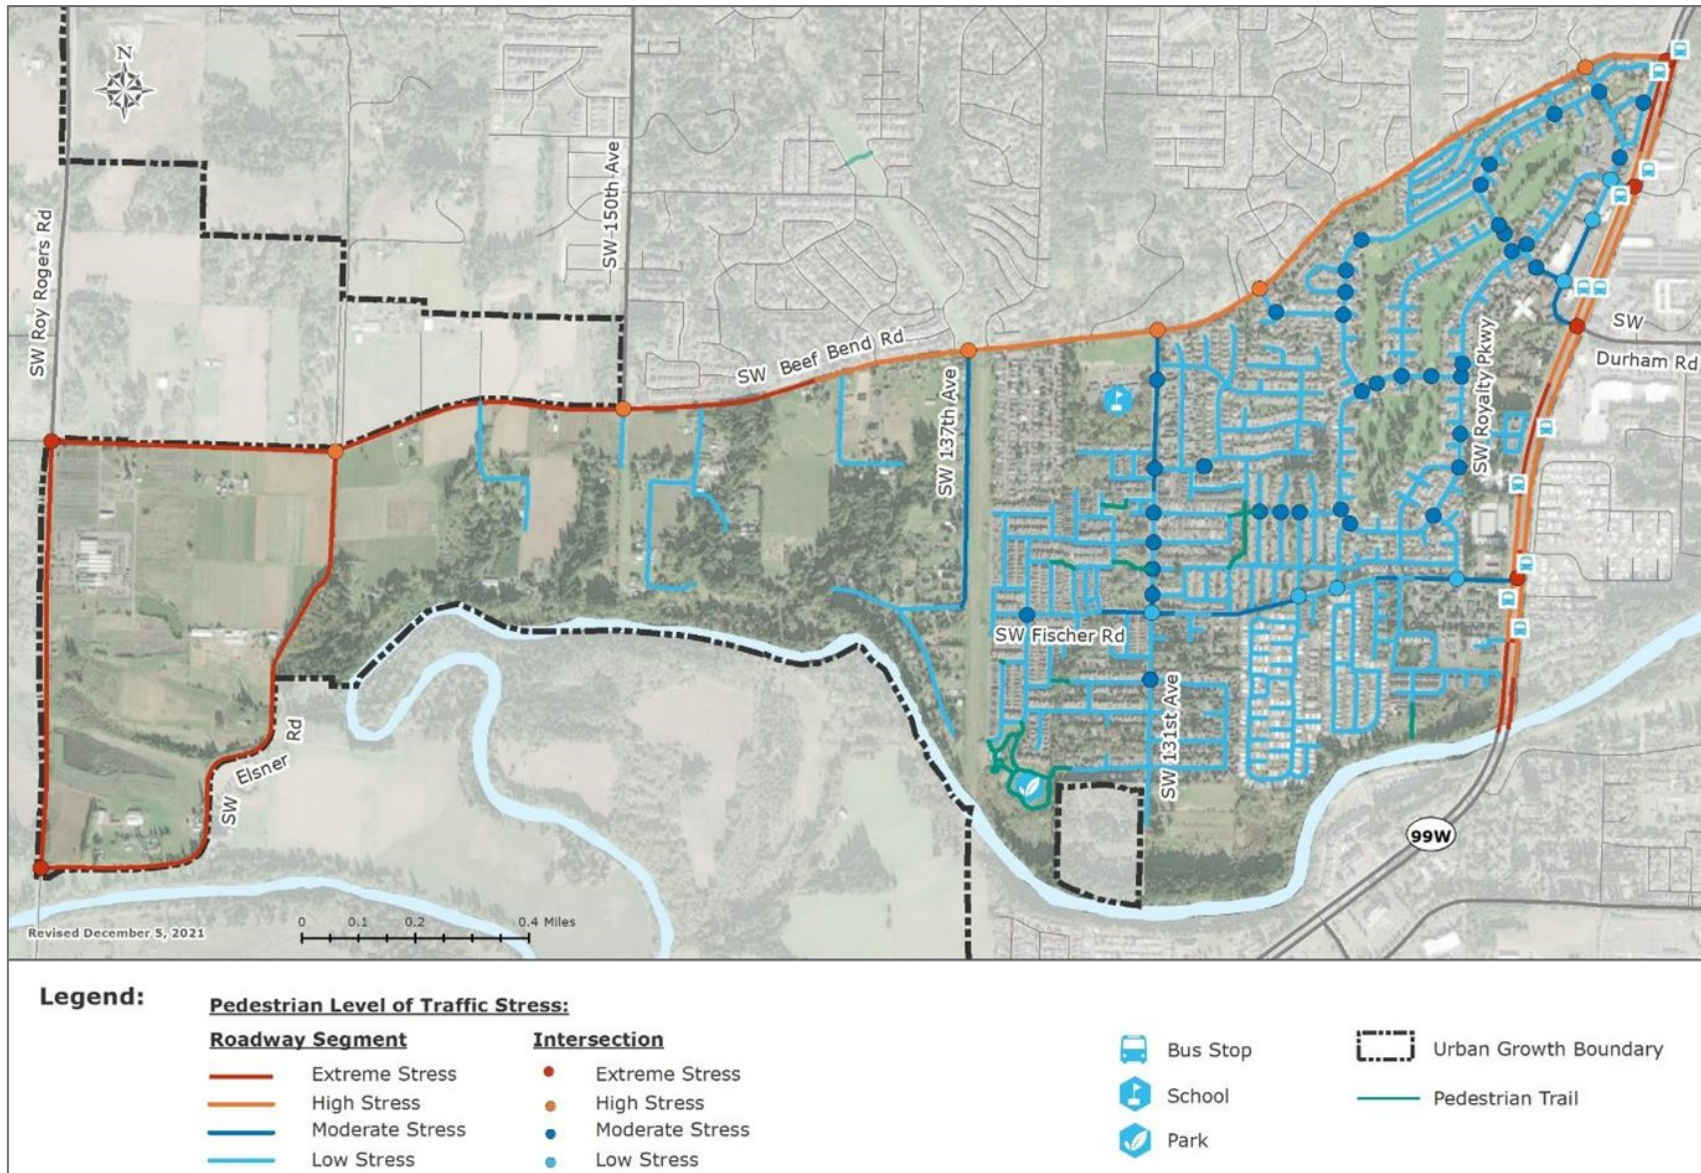 N
SW Roy Rogers Rd
SW 150th Ave
SW Beef Bend Rd
SW 137th Ave
SW Royalty Pkwy
SW
Durham Rd
SW Fischer Rd
SW 131st Ave
SW Elsner Rd
99W
0 0.1 0.2 0.4 Miles
Revised December 5, 2021
Legend:
Pedestrian Level of Traffic Stress:
Roadway Segment
Extreme Stress
High Stress
Moderate Stress
Low Stress
Intersection
Extreme Stress
High Stress
Moderate Stress
Low Stress
Bus Stop
School
Park
Urban Growth Boundary
Pedestrian Trail